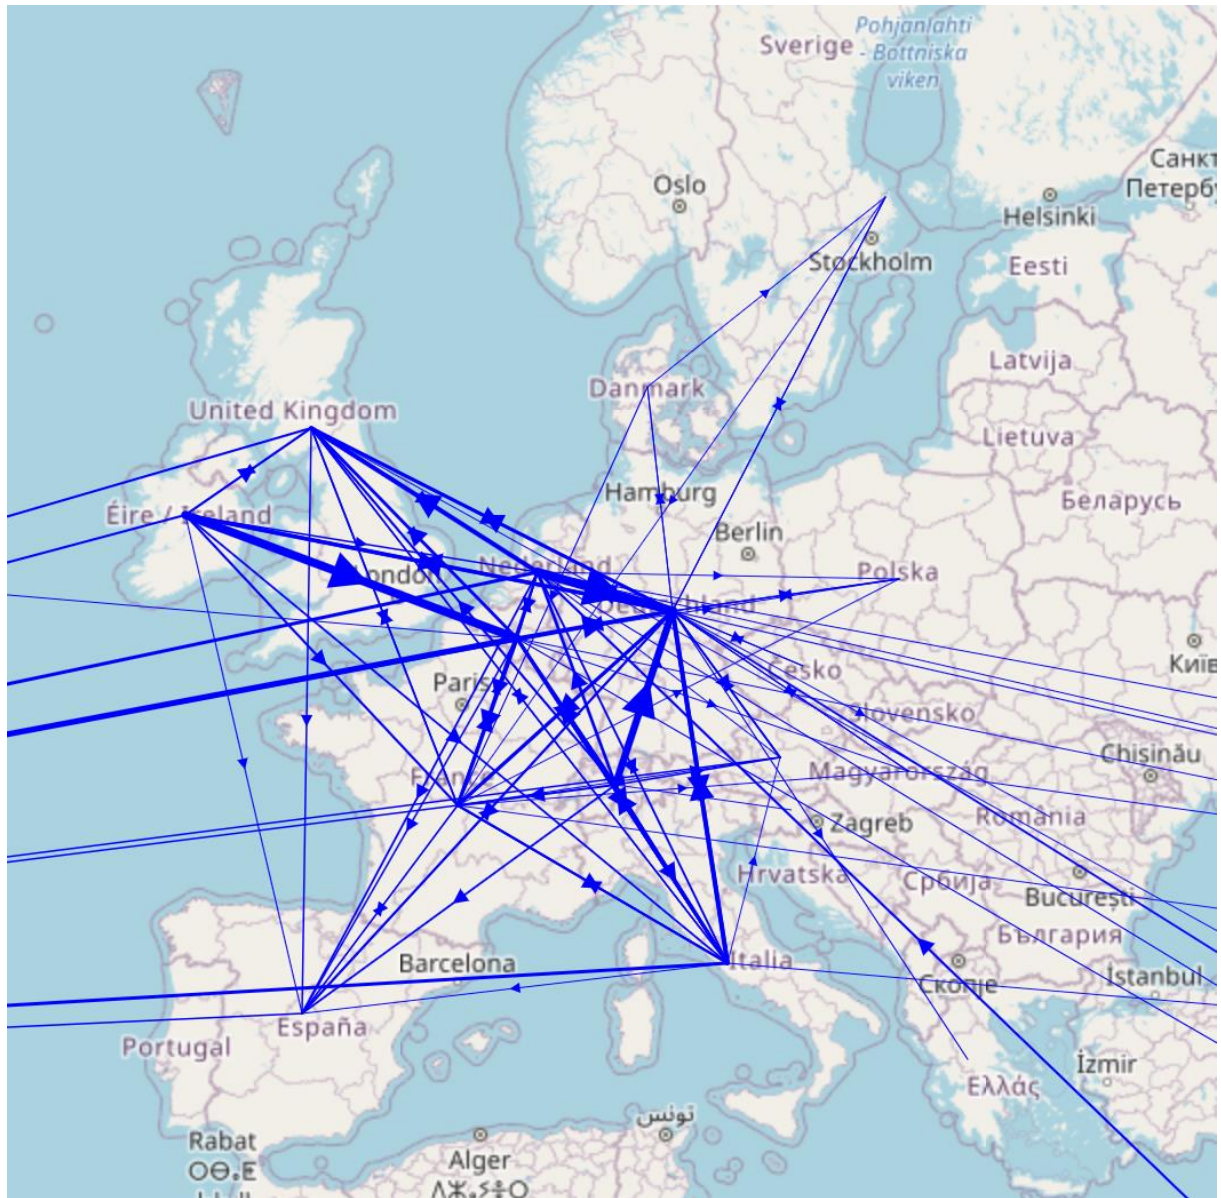 Sverige
Pohjanlahti
- Bottniska
viken
Санкт
Петербу
Oslo
Helsinki
Stockholm
Eesti
Latvija
Danmark
United Kingdom
Lietuva
Hamburg
Беларусь
Éire / Ireland
Berlin
London
Nederland
Polska
Deutschland
Київ
Česko
Paris
Slovensko
Chișinău
France
Magyarország
România
Zagreb
Hrvatska
Србија
București
България
Barcelona
Italia
Скопје
İstanbul
España
Portugal
İzmir
Ελλάς
تونس
Rabat
ⵔⴱⴰⵟ
Alger